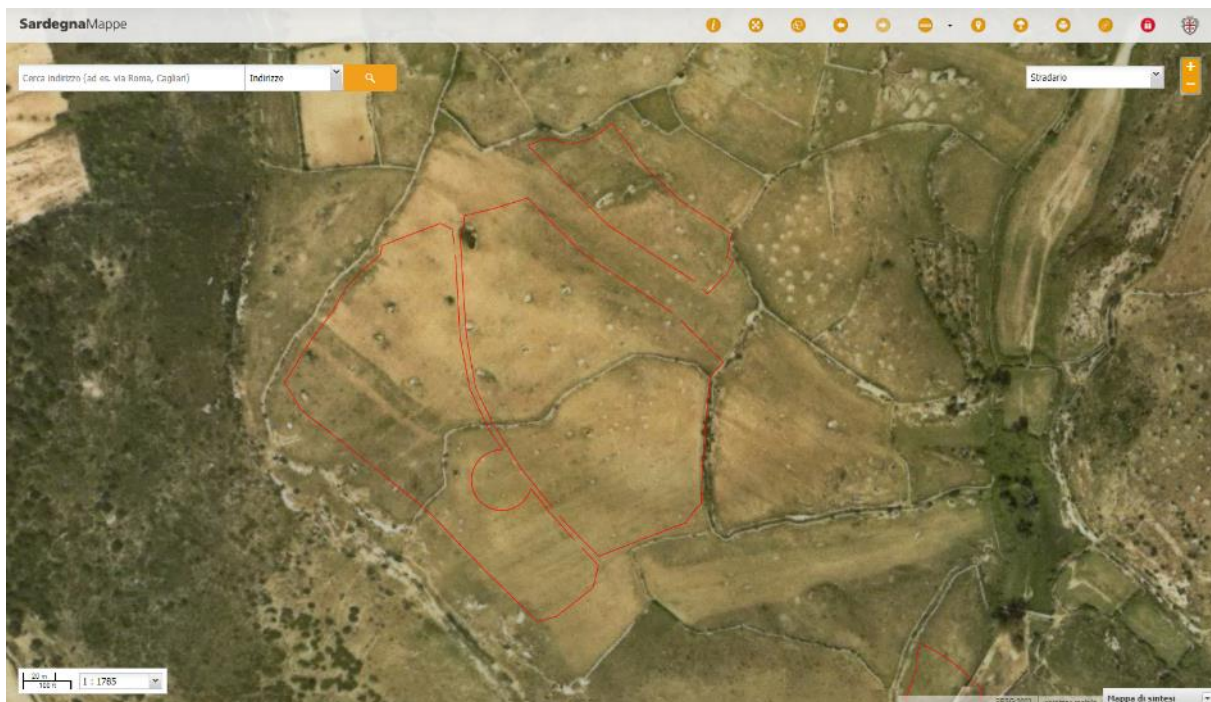 SardegnaMappe
Cerca indirizzo (ad es. via Roma, Cagliari)
Indirizzo
Stradario
+
−
20 m
100 ft
1 : 1785
Mappa di sintesi